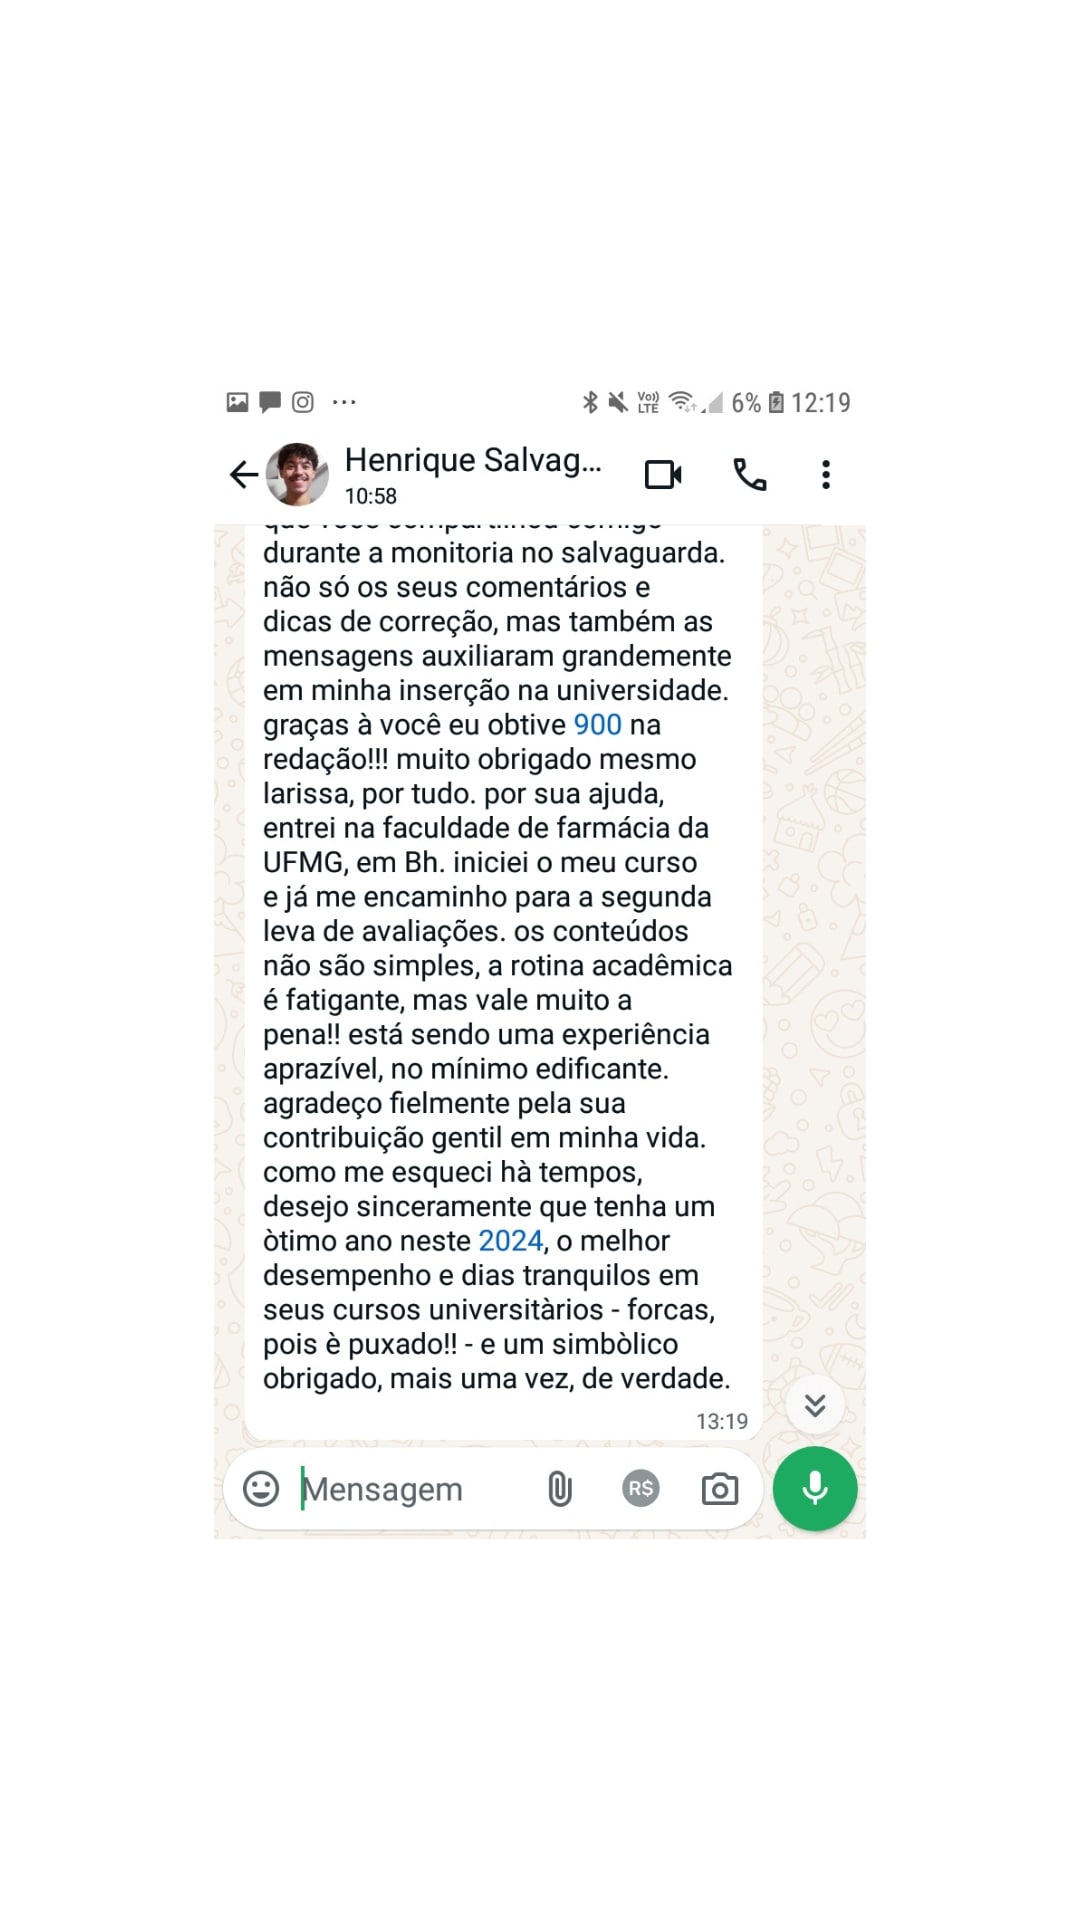 6% 12:19
Henrique Salvag...
10:58
que você compartilhou comigo
durante a monitoria no salvaguarda.
não só os seus comentários e
dicas de correção, mas também as
mensagens auxiliaram grandemente
em minha inserção na universidade.
graças à você eu obtive 900 na
redação!!! muito obrigado mesmo
larissa, por tudo. por sua ajuda,
entrei na faculdade de farmácia da
UFMG, em Bh. iniciei o meu curso
e já me encaminho para a segunda
leva de avaliações. os conteúdos
não são simples, a rotina acadêmica
é fatigante, mas vale muito a
pena!! está sendo uma experiência
aprazível, no mínimo edificante.
agradeço fielmente pela sua
contribuição gentil em minha vida.
como me esqueci hà tempos,
desejo sinceramente que tenha um
òtimo ano neste 2024, o melhor
desempenho e dias tranquilos em
seus cursos universitàrios - forcas,
pois è puxado!! - e um simbòlico
obrigado, mais uma vez, de verdade.
13:19
Mensagem
R$